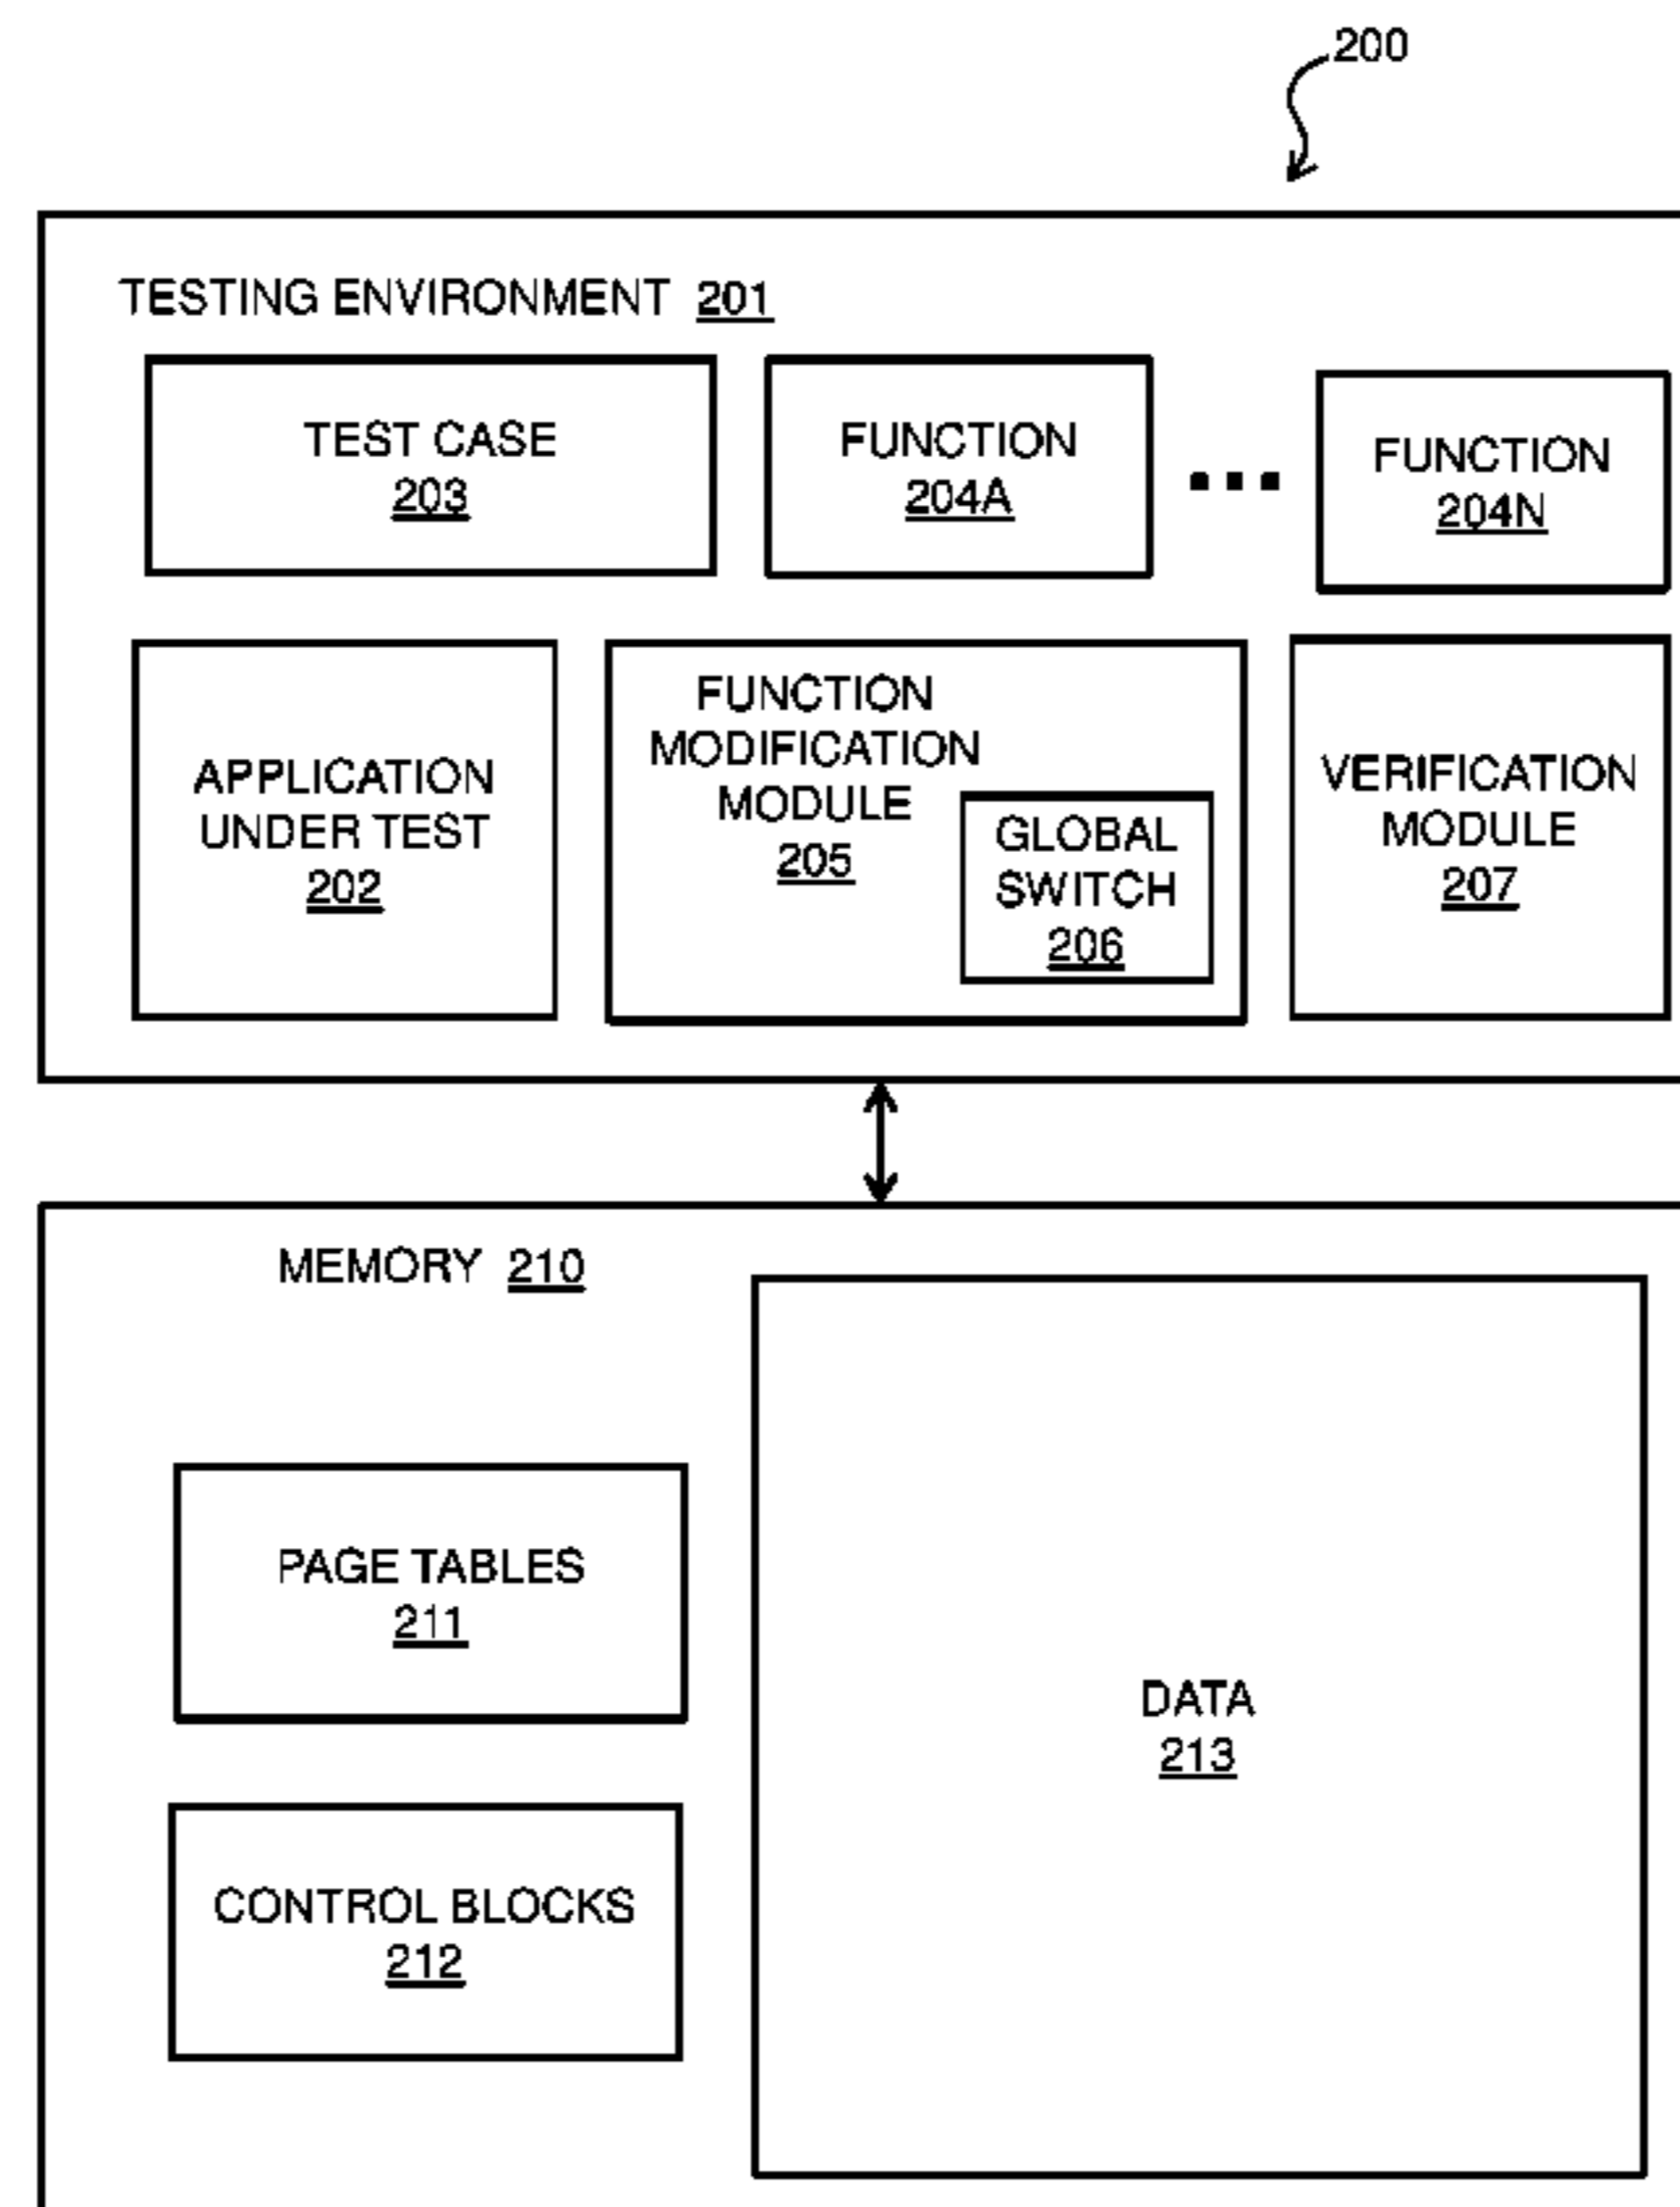 200
TESTING ENVIRONMENT 201
TEST CASE
203
FUNCTION
204A
FUNCTION
204N
APPLICATION
UNDER TEST
202
FUNCTION
MODIFICATION
MODULE
205
GLOBAL
SWITCH
206
VERIFICATION
MODULE
207
MEMORY 210
PAGE TABLES
211
CONTROL BLOCKS
212
DATA
213